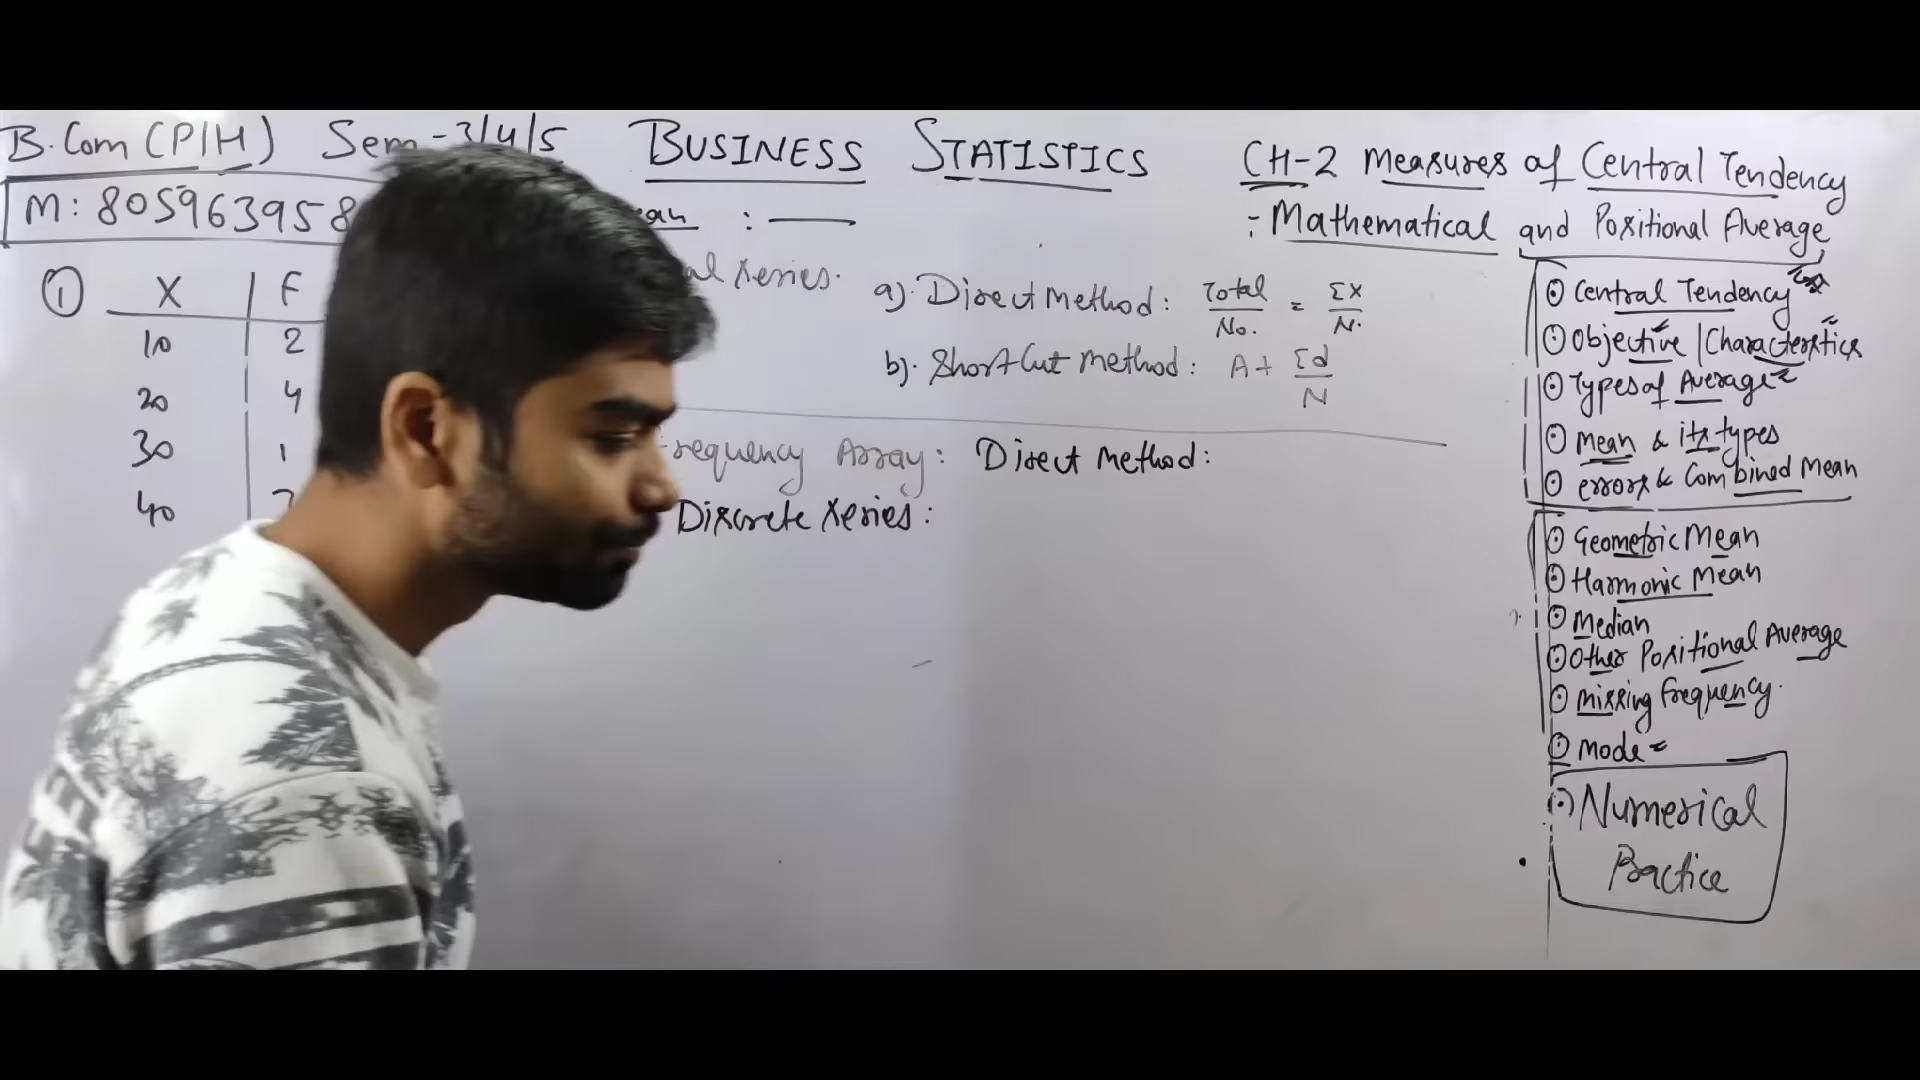 B.Com (P/H) Sem-3/4/5 BUSINESS STATISTICS CH-2 Measures of Central Tendency
: Mathematical and Positional Average
M: 805963958
: ——
① X F
10 2
20 4
30 1
40
Series.
a). Direct Method: Total/No. = ΣX/N.
b). Short Cut Method: A + Σd/N
Frequency Array: Direct Method:
Discrete Series:
Central Tendency
Objective / Characteristics
Types of Average
Mean & its types
errors & Combined Mean
Geometric Mean
Harmonic Mean
Median
Other Positional Average
Missing frequency.
Mode
Numerical
Practice